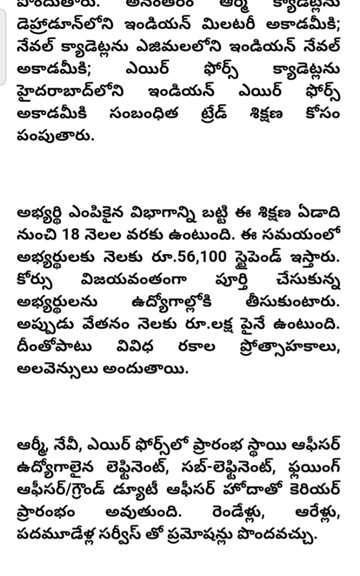 పొందుతారు. అనంతరం ఆర్మీ క్యాడెట్లను
డెహ్రాడూన్‌లోని ఇండియన్ మిలటరీ అకాడమీకి;
నేవల్ క్యాడెట్లను ఎజిమలలోని ఇండియన్ నేవల్
అకాడమీకి; ఎయిర్ ఫోర్స్ క్యాడెట్లను
హైదరాబాద్‌లోని ఇండియన్ ఎయిర్ ఫోర్స్
అకాడమీకి సంబంధిత ట్రేడ్ శిక్షణ కోసం
పంపుతారు.
అభ్యర్థి ఎంపికైన విభాగాన్ని బట్టి ఈ శిక్షణ ఏడాది
నుంచి 18 నెలల వరకు ఉంటుంది. ఈ సమయంలో
అభ్యర్థులకు నెలకు రూ.56,100 స్టైపెండ్ ఇస్తారు.
కోర్సు విజయవంతంగా పూర్తి చేసుకున్న
అభ్యర్థులను ఉద్యోగాల్లోకి తీసుకుంటారు.
అప్పుడు వేతనం నెలకు రూ.లక్ష పైనే ఉంటుంది.
దీంతోపాటు వివిధ రకాల ప్రోత్సాహకాలు,
అలవెన్సులు అందుతాయి.
ఆర్మీ, నేవీ, ఎయిర్ ఫోర్స్‌లో ప్రారంభ స్థాయి ఆఫీసర్
ఉద్యోగాలైన లెఫ్టినెంట్, సబ్-లెఫ్టినెంట్, ఫ్లయింగ్
ఆఫీసర్/గ్రౌండ్ డ్యూటీ ఆఫీసర్ హోదాతో కెరియర్
ప్రారంభం అవుతుంది. రెండేళ్లు, ఆరేళ్లు,
పదమూడేళ్ల సర్వీస్ తో ప్రమోషన్లు పొందవచ్చు.